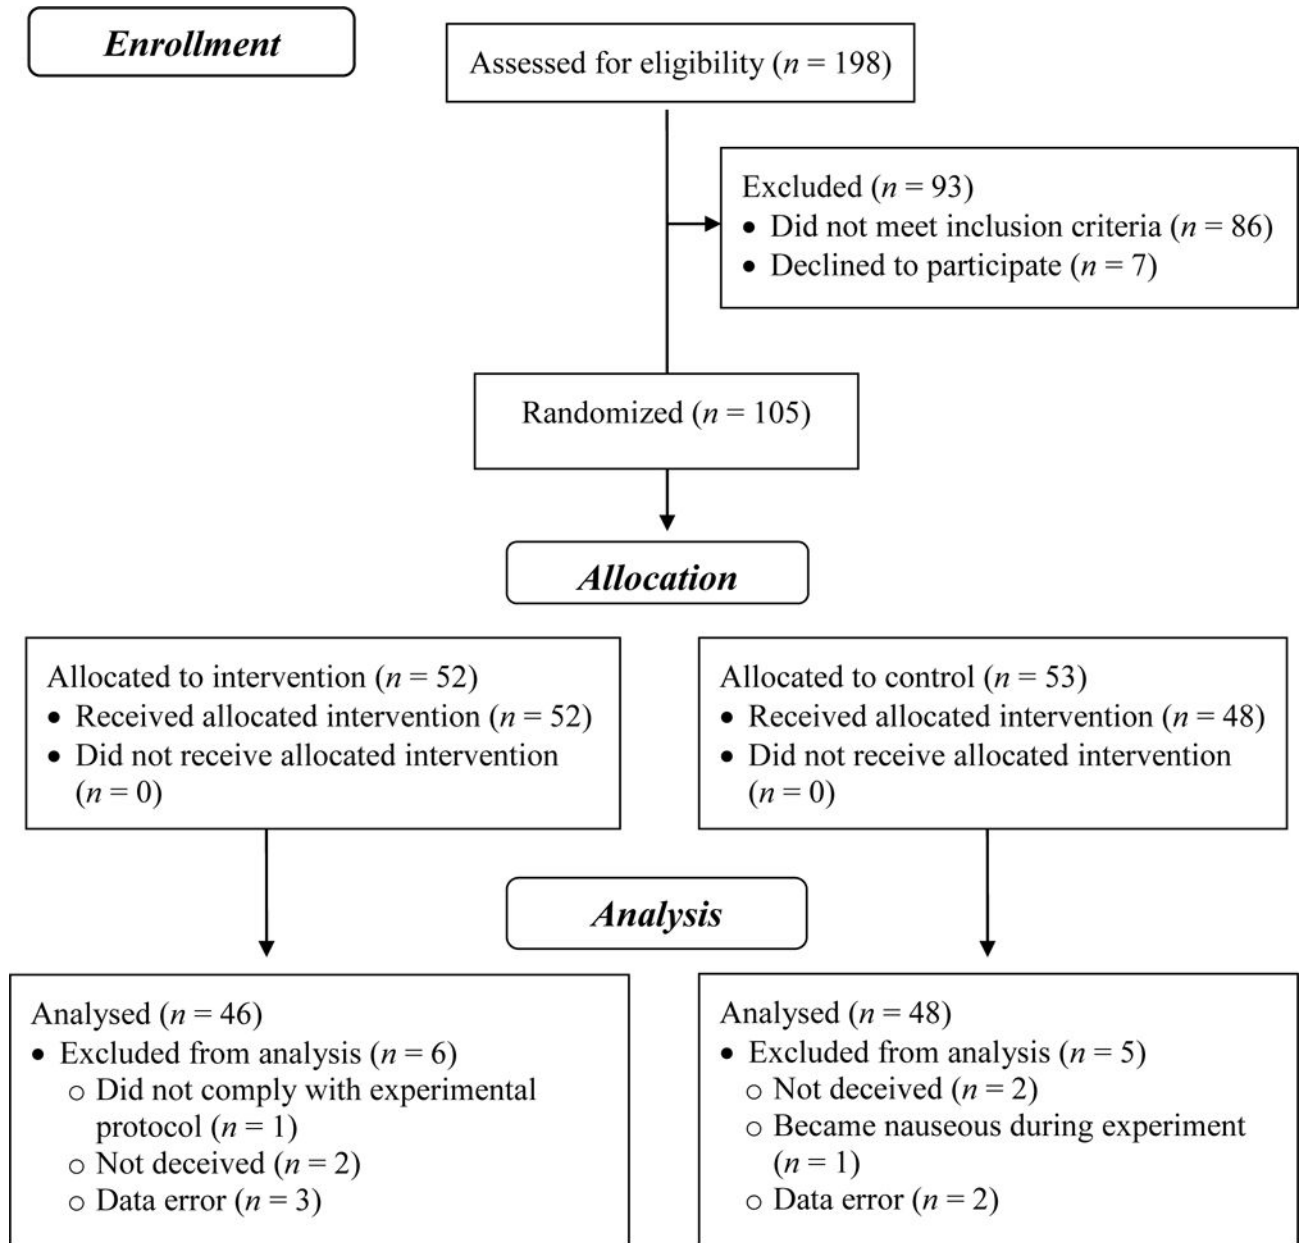 Enrollment
Assessed for eligibility (n = 198)
Excluded (n = 93)
• Did not meet inclusion criteria (n = 86)
• Declined to participate (n = 7)
Randomized (n = 105)
Allocation
Allocated to intervention (n = 52)
• Received allocated intervention (n = 52)
• Did not receive allocated intervention
(n = 0)
Allocated to control (n = 53)
• Received allocated intervention (n = 48)
• Did not receive allocated intervention
(n = 0)
Analysis
Analysed (n = 46)
• Excluded from analysis (n = 6)
o Did not comply with experimental
protocol (n = 1)
o Not deceived (n = 2)
o Data error (n = 3)
Analysed (n = 48)
• Excluded from analysis (n = 5)
o Not deceived (n = 2)
o Became nauseous during experiment
(n = 1)
o Data error (n = 2)